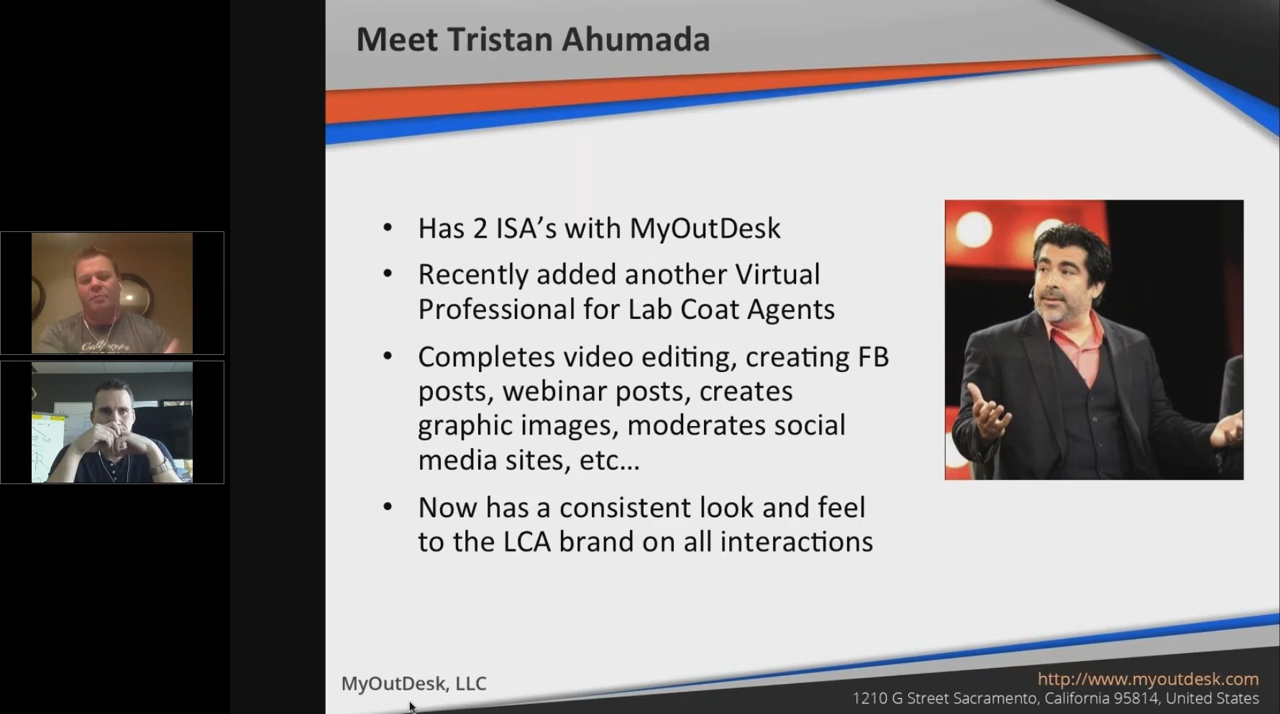 Meet Tristan Ahumada
• Has 2 ISA’s with MyOutDesk
• Recently added another Virtual
Professional for Lab Coat Agents
• Completes video editing, creating FB
posts, webinar posts, creates
graphic images, moderates social
media sites, etc…
• Now has a consistent look and feel
to the LCA brand on all interactions
MyOutDesk, LLC
http://www.myoutdesk.com
1210 G Street Sacramento, California 95814, United States